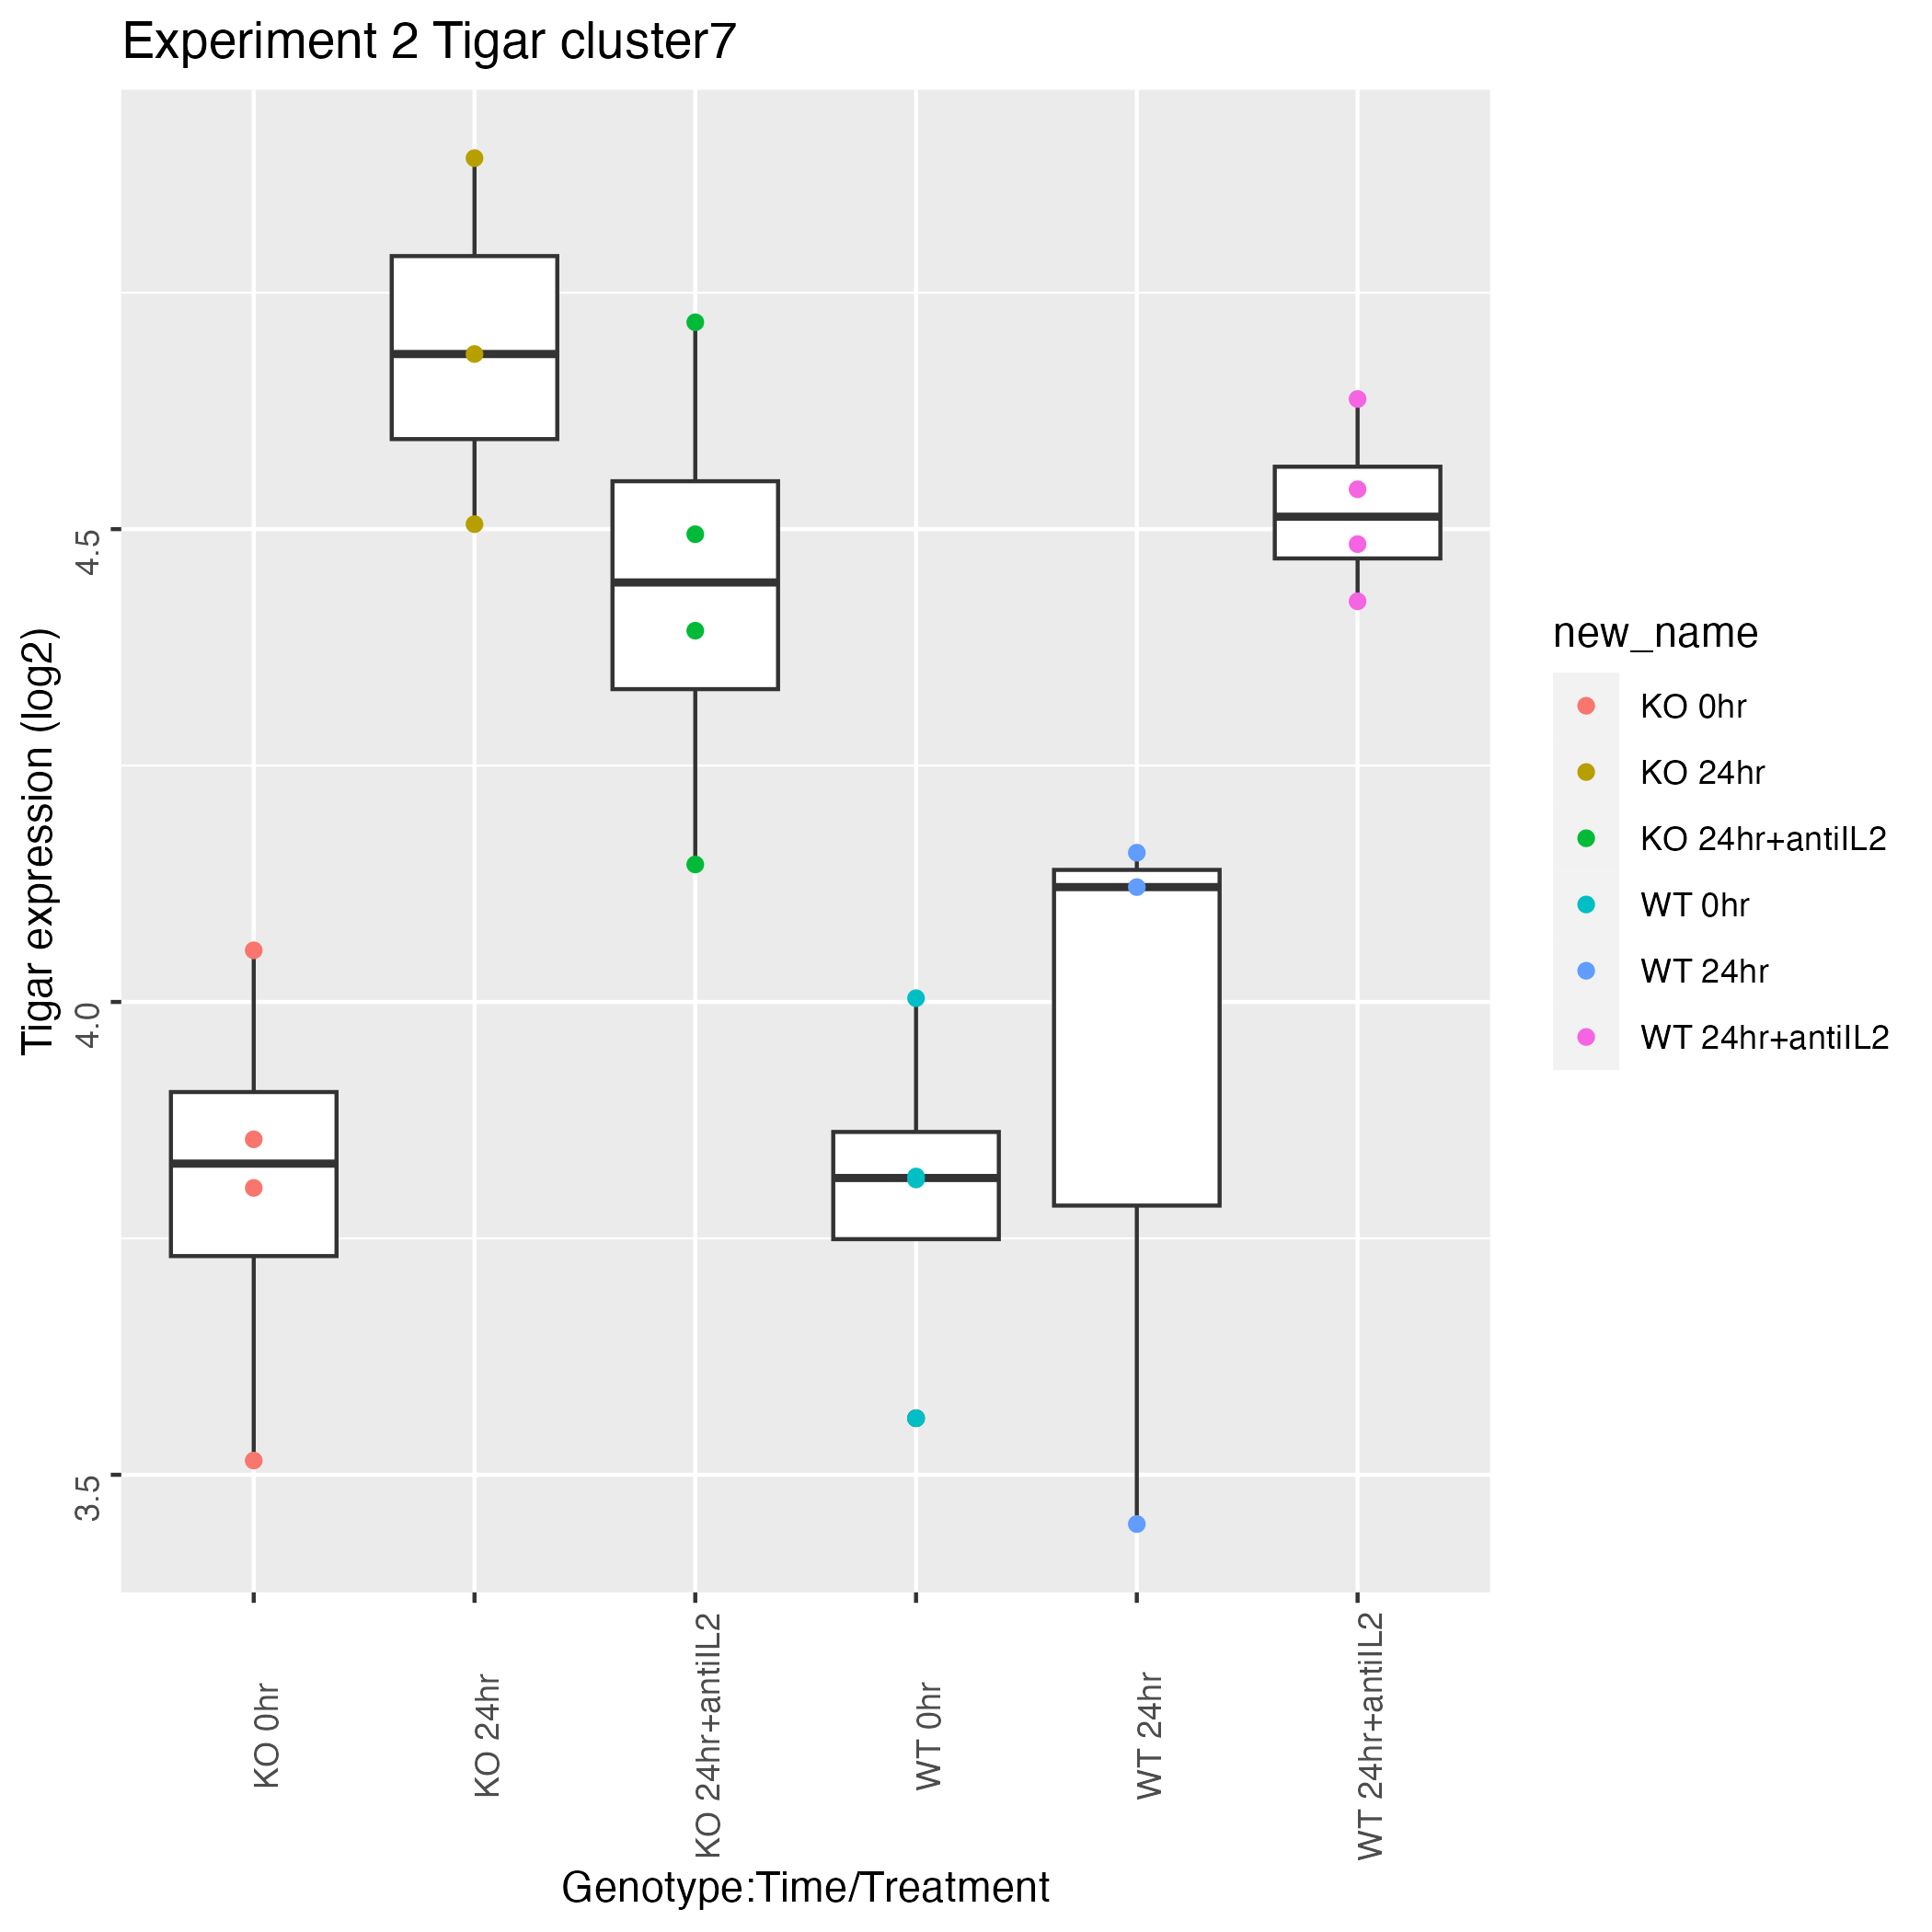 Experiment 2 Tigar cluster7
Tigar expression (log2)
4.5
4.0
3.5
KO 0hr
KO 24hr
KO 24hr+antiIL2
WT 0hr
WT 24hr
WT 24hr+antiIL2
Genotype:Time/Treatment
new_name
KO 0hr
KO 24hr
KO 24hr+antiIL2
WT 0hr
WT 24hr
WT 24hr+antiIL2